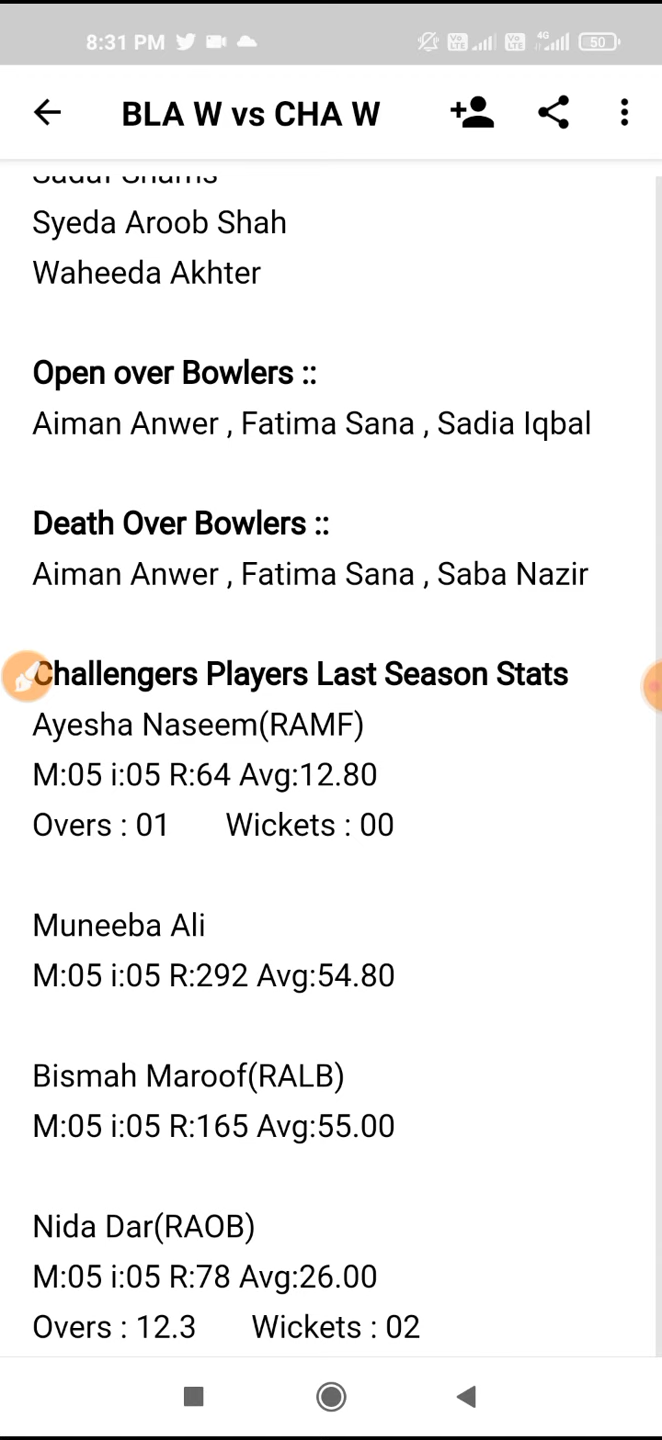 8:31 PM
4G
50
BLA W vs CHA W
Syeda Aroob Shah
Waheeda Akhter
Open over Bowlers ::
Aiman Anwer , Fatima Sana , Sadia Iqbal
Death Over Bowlers ::
Aiman Anwer , Fatima Sana , Saba Nazir
Challengers Players Last Season Stats
Ayesha Naseem(RAMF)
M:05 i:05 R:64 Avg:12.80
Overs : 01 Wickets : 00
Muneeba Ali
M:05 i:05 R:292 Avg:54.80
Bismah Maroof(RALB)
M:05 i:05 R:165 Avg:55.00
Nida Dar(RAOB)
M:05 i:05 R:78 Avg:26.00
Overs : 12.3 Wickets : 02